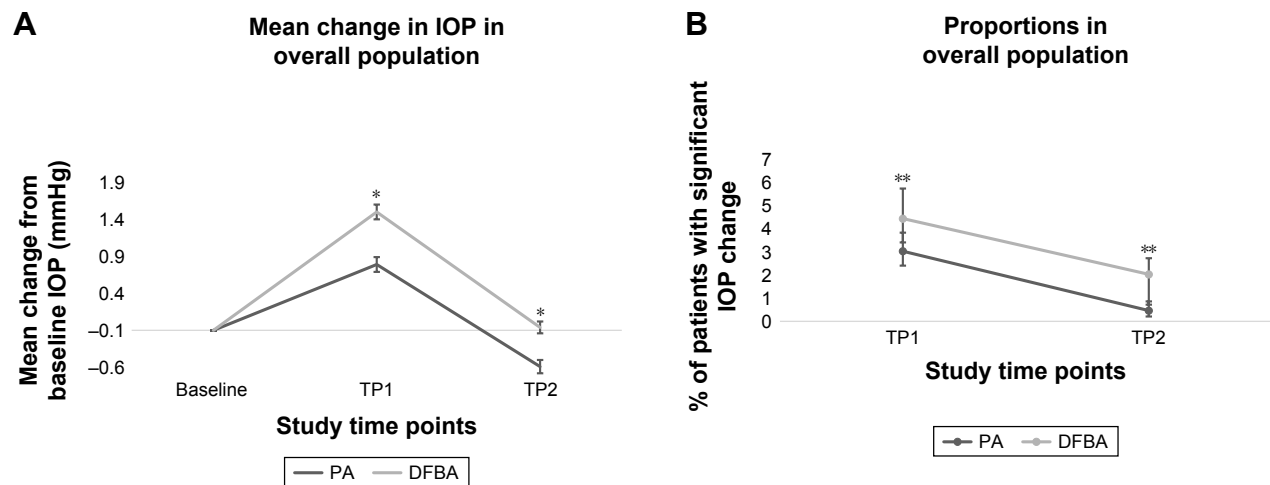 A
Mean change in IOP in
overall population
Mean change from
baseline IOP (mmHg)
1.9
1.4
0.9
0.4
–0.1
–0.6
*
*
Baseline
TP1
TP2
Study time points
PA
DFBA
B
Proportions in
overall population
% of patients with significant
IOP change
7
6
5
4
3
2
1
0
**
**
TP1
TP2
Study time points
PA
DFBA